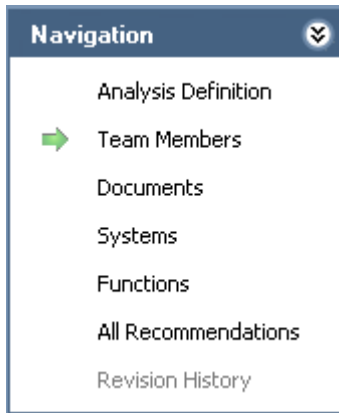 Navigation
Analysis Definition
Team Members
Documents
Systems
Functions
All Recommendations
Revision History